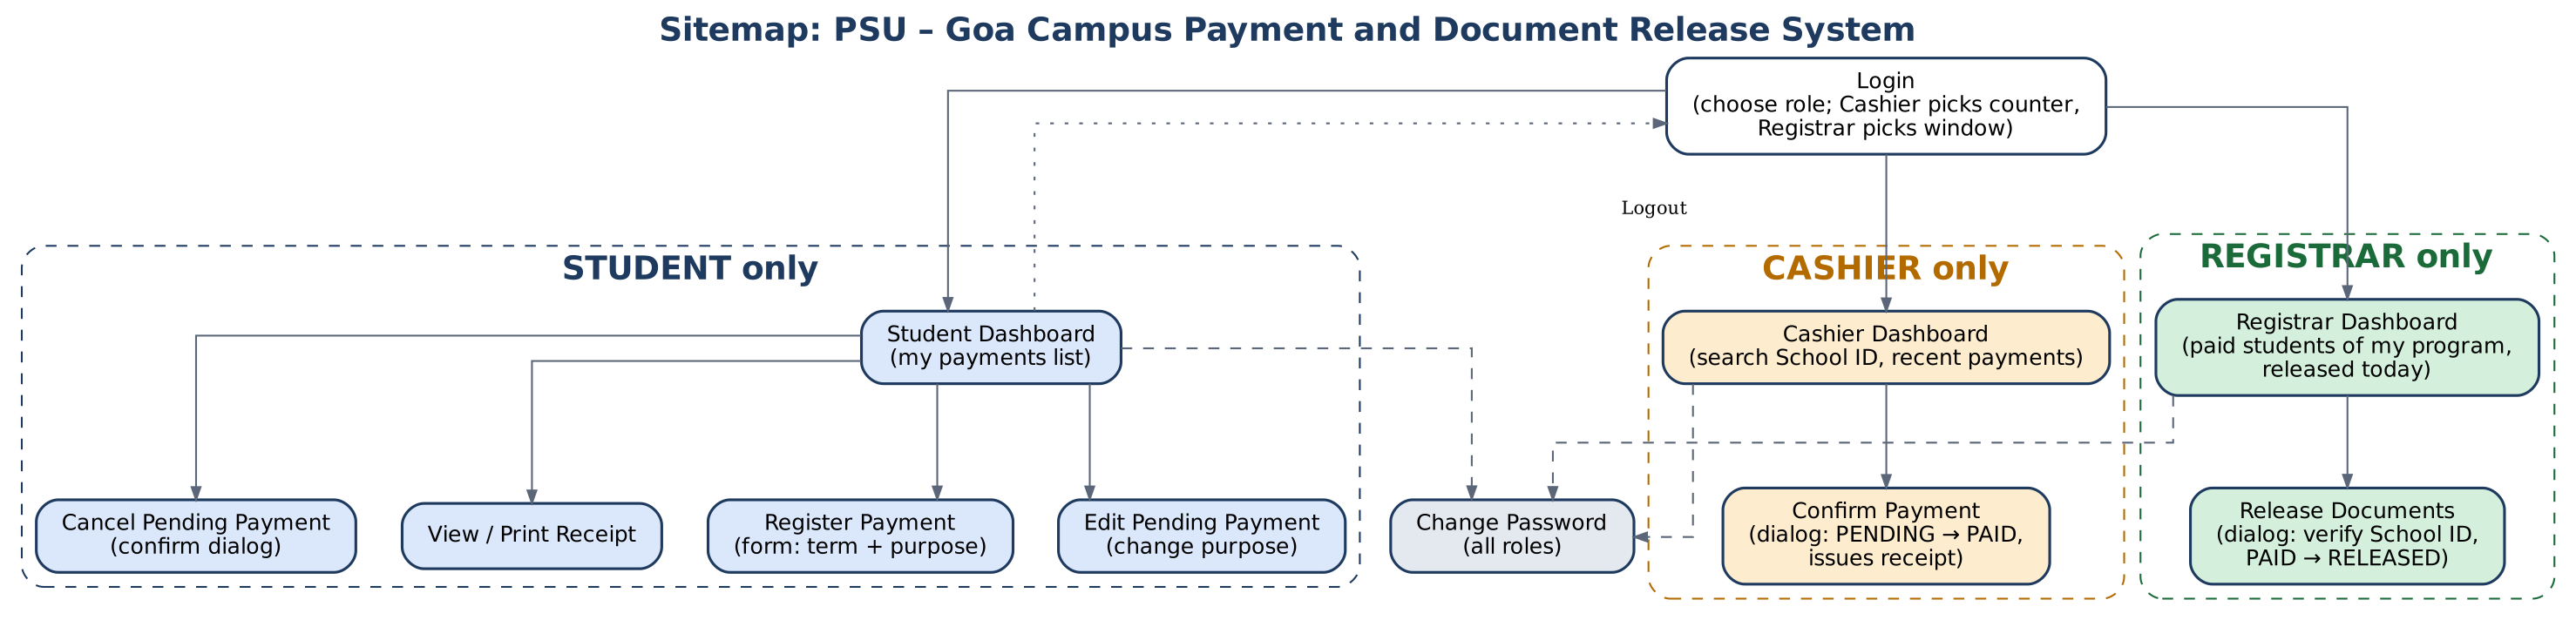 Sitemap: PSU – Goa Campus Payment and Document Release System
Login
(choose role; Cashier picks counter,
Registrar picks window)
Logout
STUDENT only
Student Dashboard
(my payments list)
Cancel Pending Payment
(confirm dialog)
View / Print Receipt
Register Payment
(form: term + purpose)
Edit Pending Payment
(change purpose)
Change Password
(all roles)
CASHIER only
Cashier Dashboard
(search School ID, recent payments)
Confirm Payment
(dialog: PENDING → PAID,
issues receipt)
REGISTRAR only
Registrar Dashboard
(paid students of my program,
released today)
Release Documents
(dialog: verify School ID,
PAID → RELEASED)